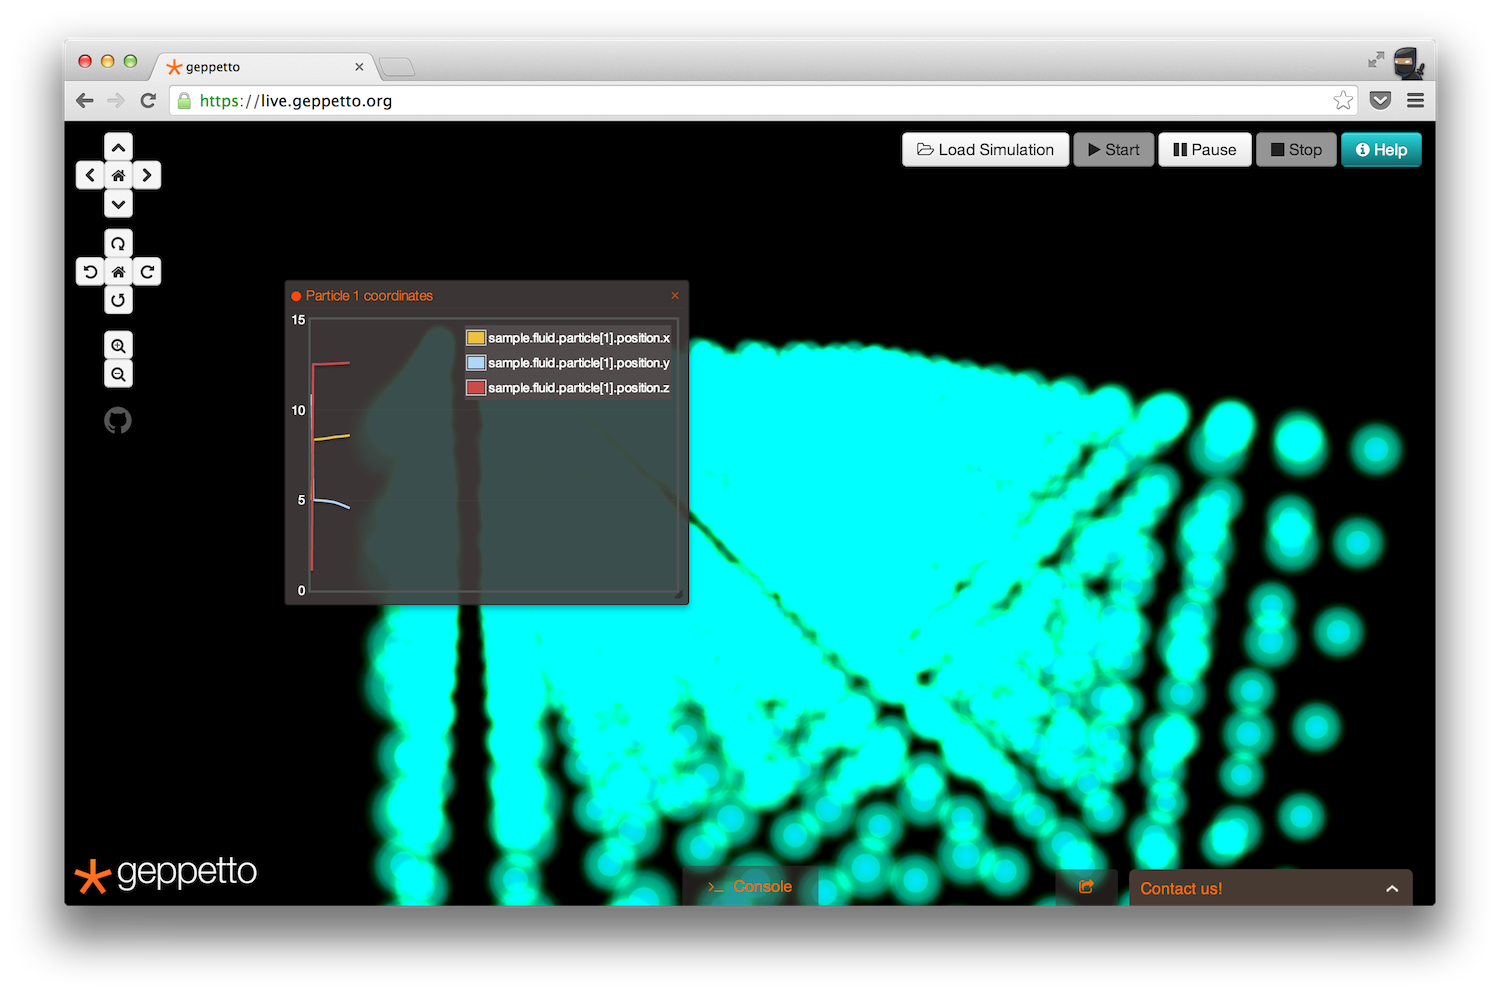 geppetto
https://live.geppetto.org
Load Simulation Start Pause Stop Help
Particle 1 coordinates
15
sample.fluid.particle[1].position.x
sample.fluid.particle[1].position.y
sample.fluid.particle[1].position.z
10
5
0
geppetto
>_ Console
Contact us!